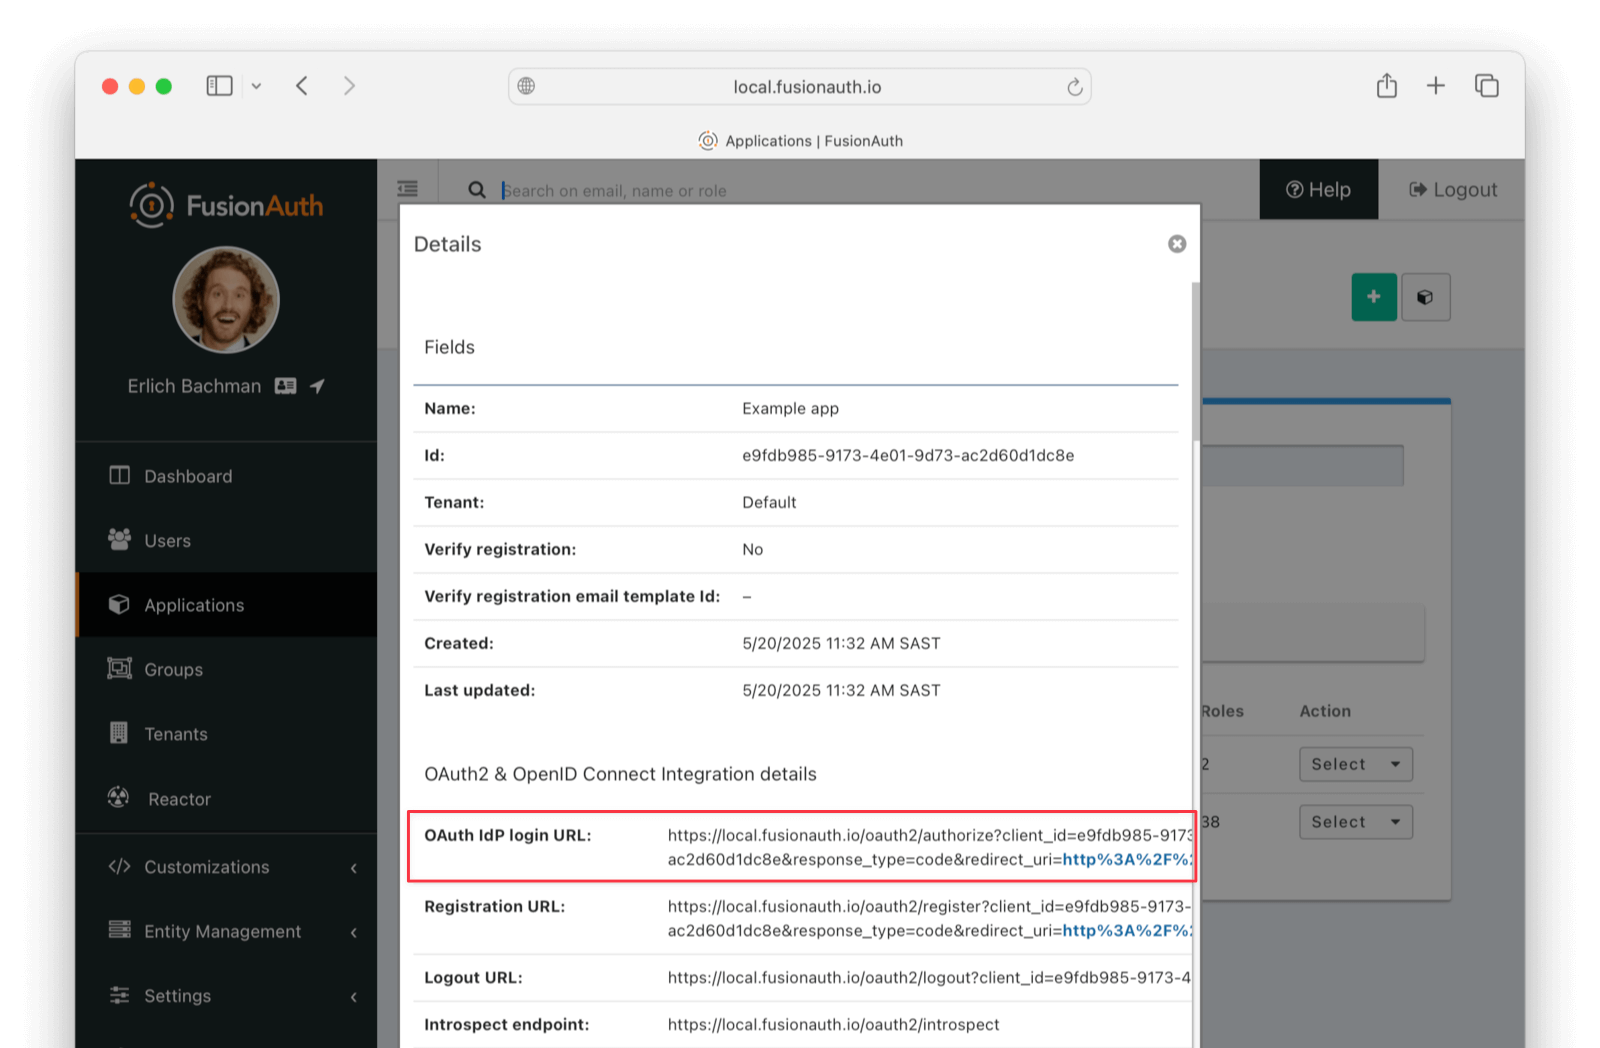 local.fusionauth.io
Applications | FusionAuth
FusionAuth
Search on email, name or role
Help
Logout
Erlich Bachman
Dashboard
Users
Applications
Groups
Tenants
Reactor
Customizations
Entity Management
Settings
Details
Fields
Name: Example app
Id: e9fdb985-9173-4e01-9d73-ac2d60d1dc8e
Tenant: Default
Verify registration: No
Verify registration email template Id: –
Created: 5/20/2025 11:32 AM SAST
Last updated: 5/20/2025 11:32 AM SAST
OAuth2 & OpenID Connect Integration details
OAuth IdP login URL: https://local.fusionauth.io/oauth2/authorize?client_id=e9fdb985-9173
ac2d60d1dc8e&response_type=code&redirect_uri=http%3A%2F%2
Registration URL: https://local.fusionauth.io/oauth2/register?client_id=e9fdb985-9173-
ac2d60d1dc8e&response_type=code&redirect_uri=http%3A%2F%2
Logout URL: https://local.fusionauth.io/oauth2/logout?client_id=e9fdb985-9173-4
Introspect endpoint: https://local.fusionauth.io/oauth2/introspect
Roles Action
2 Select
38 Select